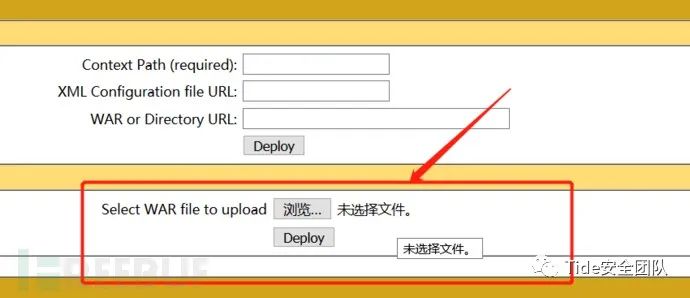 Context Path (required):
XML Configuration file URL:
WAR or Directory URL:
Deploy
Select WAR file to upload 浏览... 未选择文件。
Deploy
未选择文件。
REEBUF
Tide安全团队